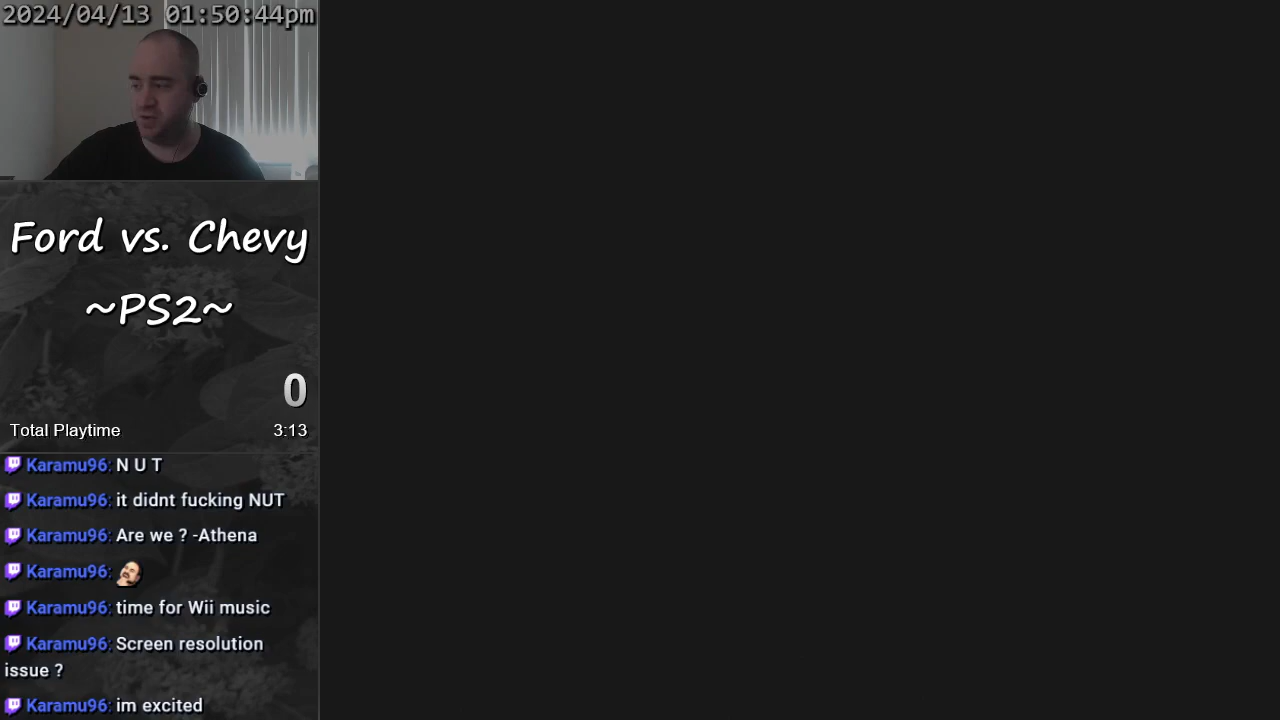 2024/04/13 01:50:44pm
Ford vs. Chevy
~PS2~
0
Total Playtime 3:13
Karamu96: N U T
Karamu96: it didnt fucking NUT
Karamu96: Are we ? -Athena
Karamu96:
Karamu96: time for Wii music
Karamu96: Screen resolution
issue ?
Karamu96: im excited